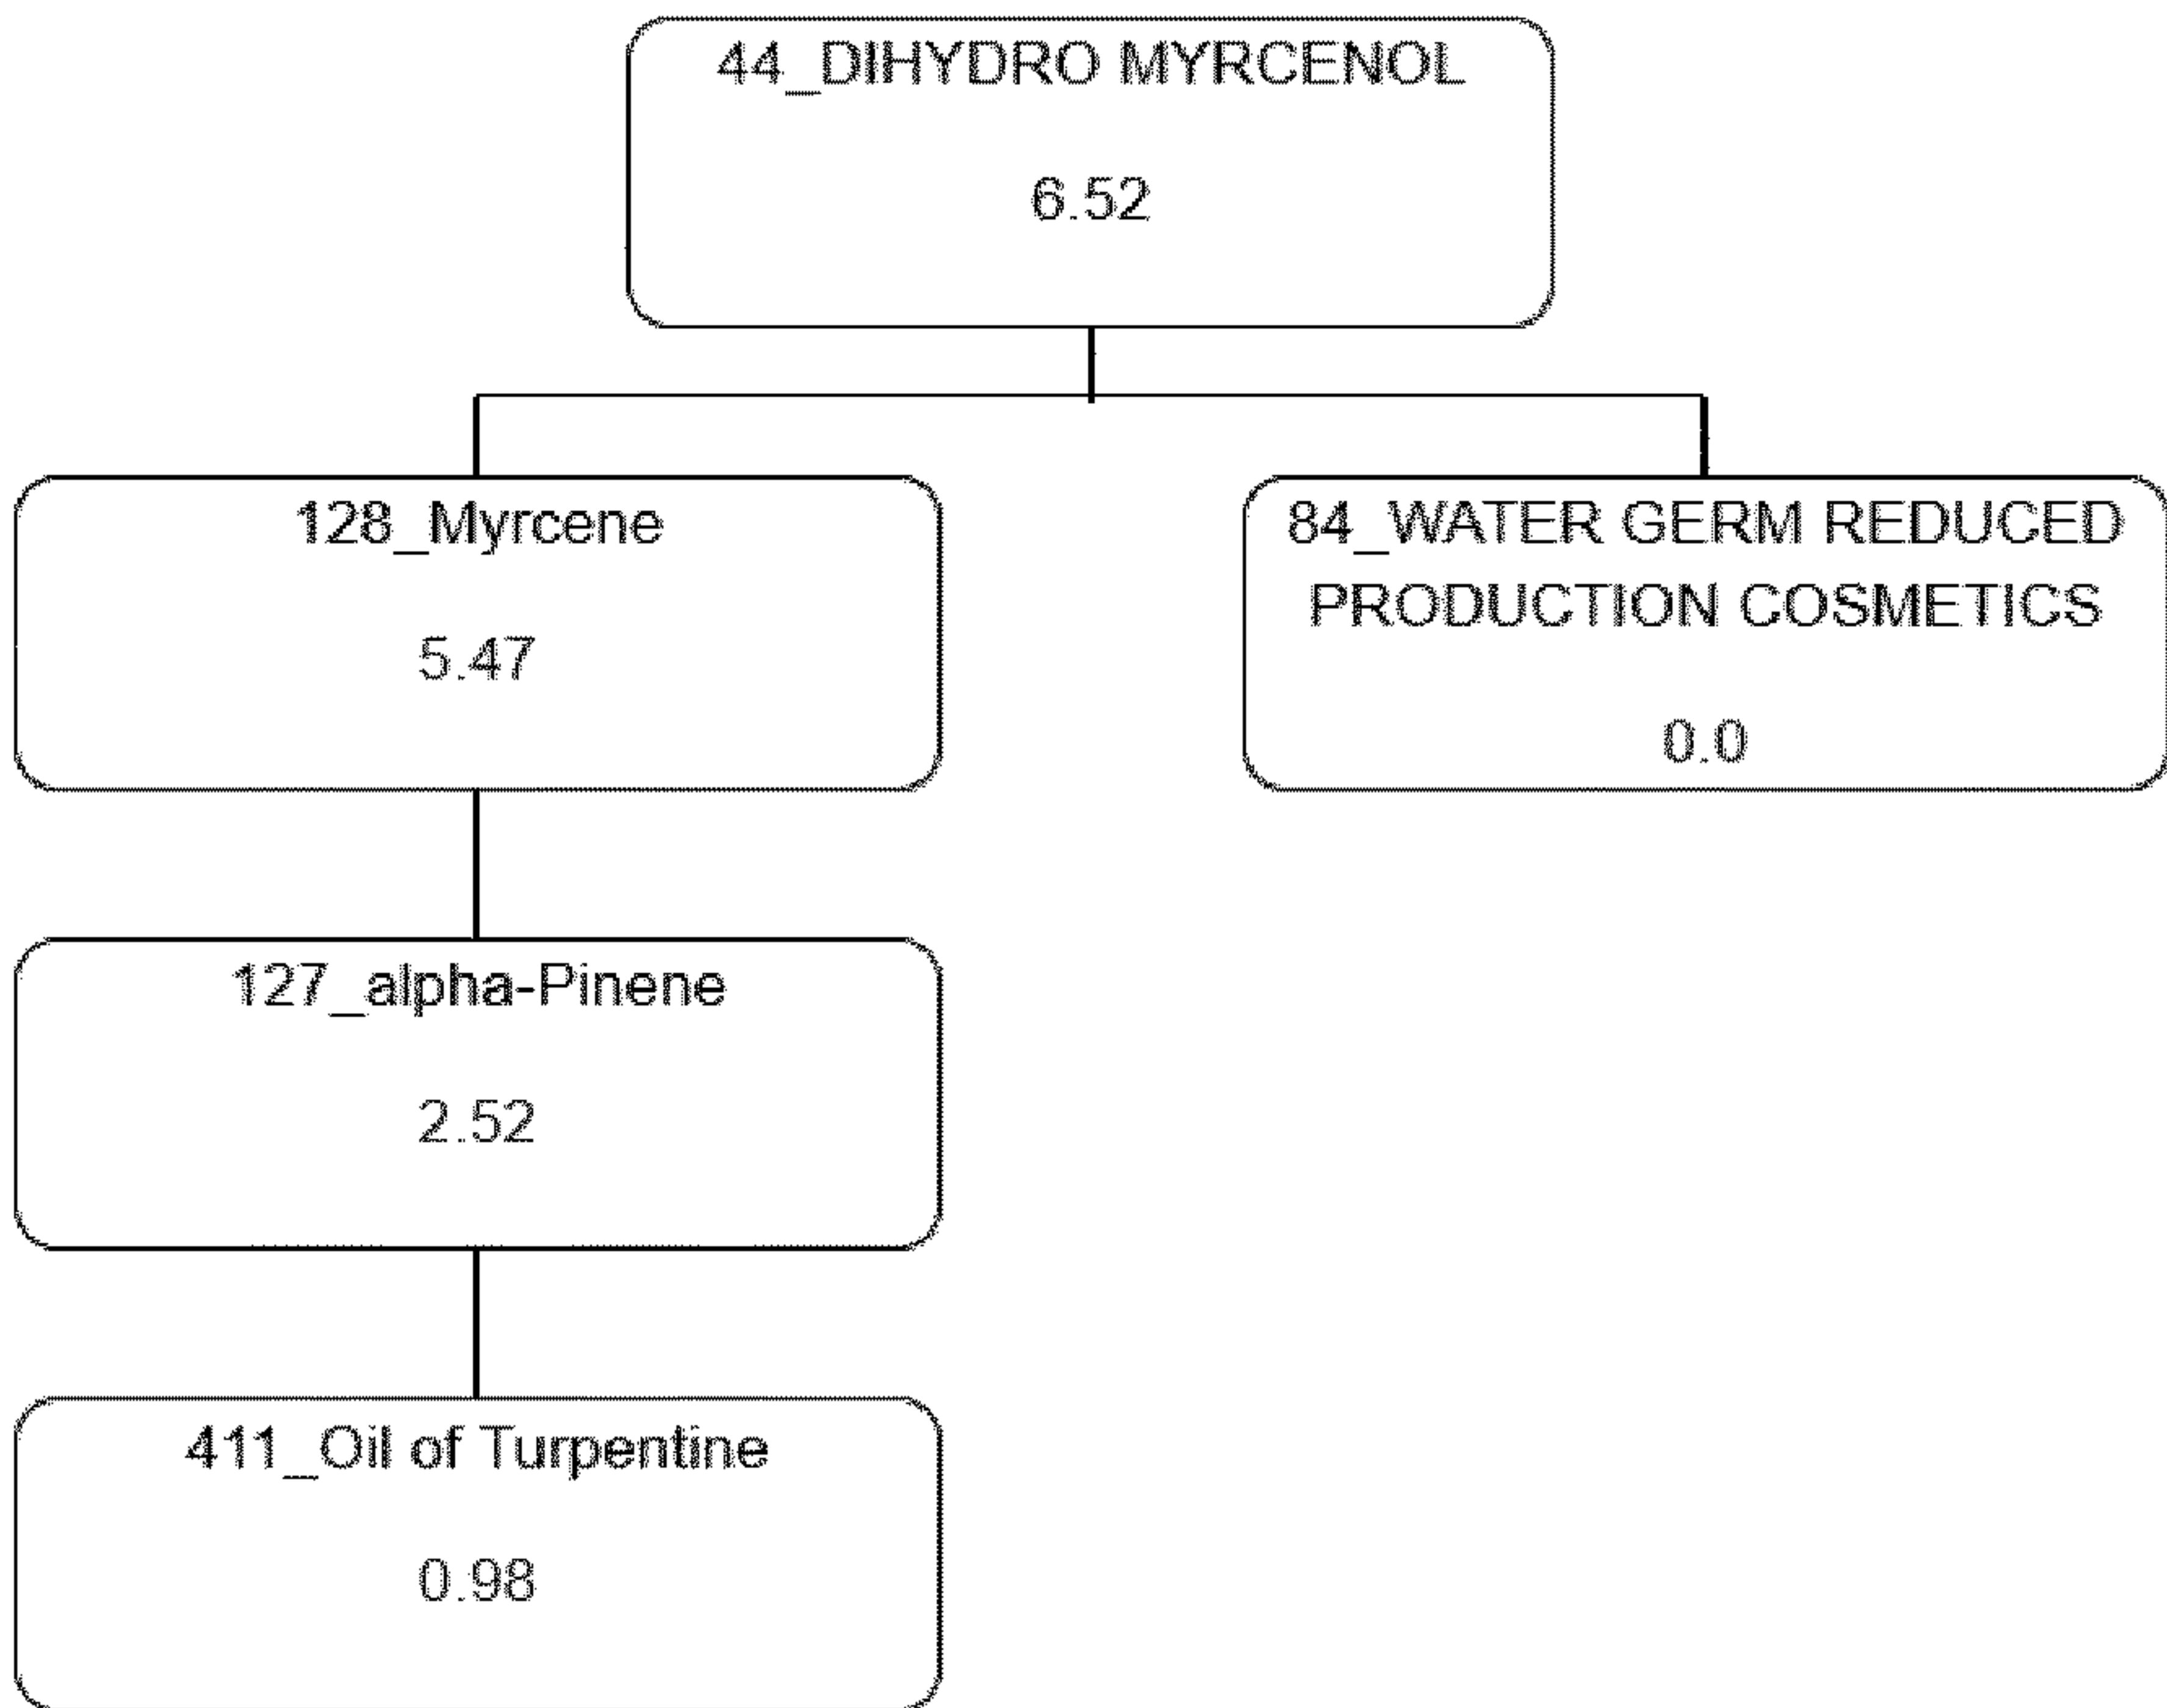 44_DIHYDRO MYRCENOL
6.52
128_Myrcene
5.47
84_WATER GERM REDUCED
PRODUCTION COSMETICS
0.0
127_alpha-Pinene
2.52
411_Oil of Turpentine
0.98